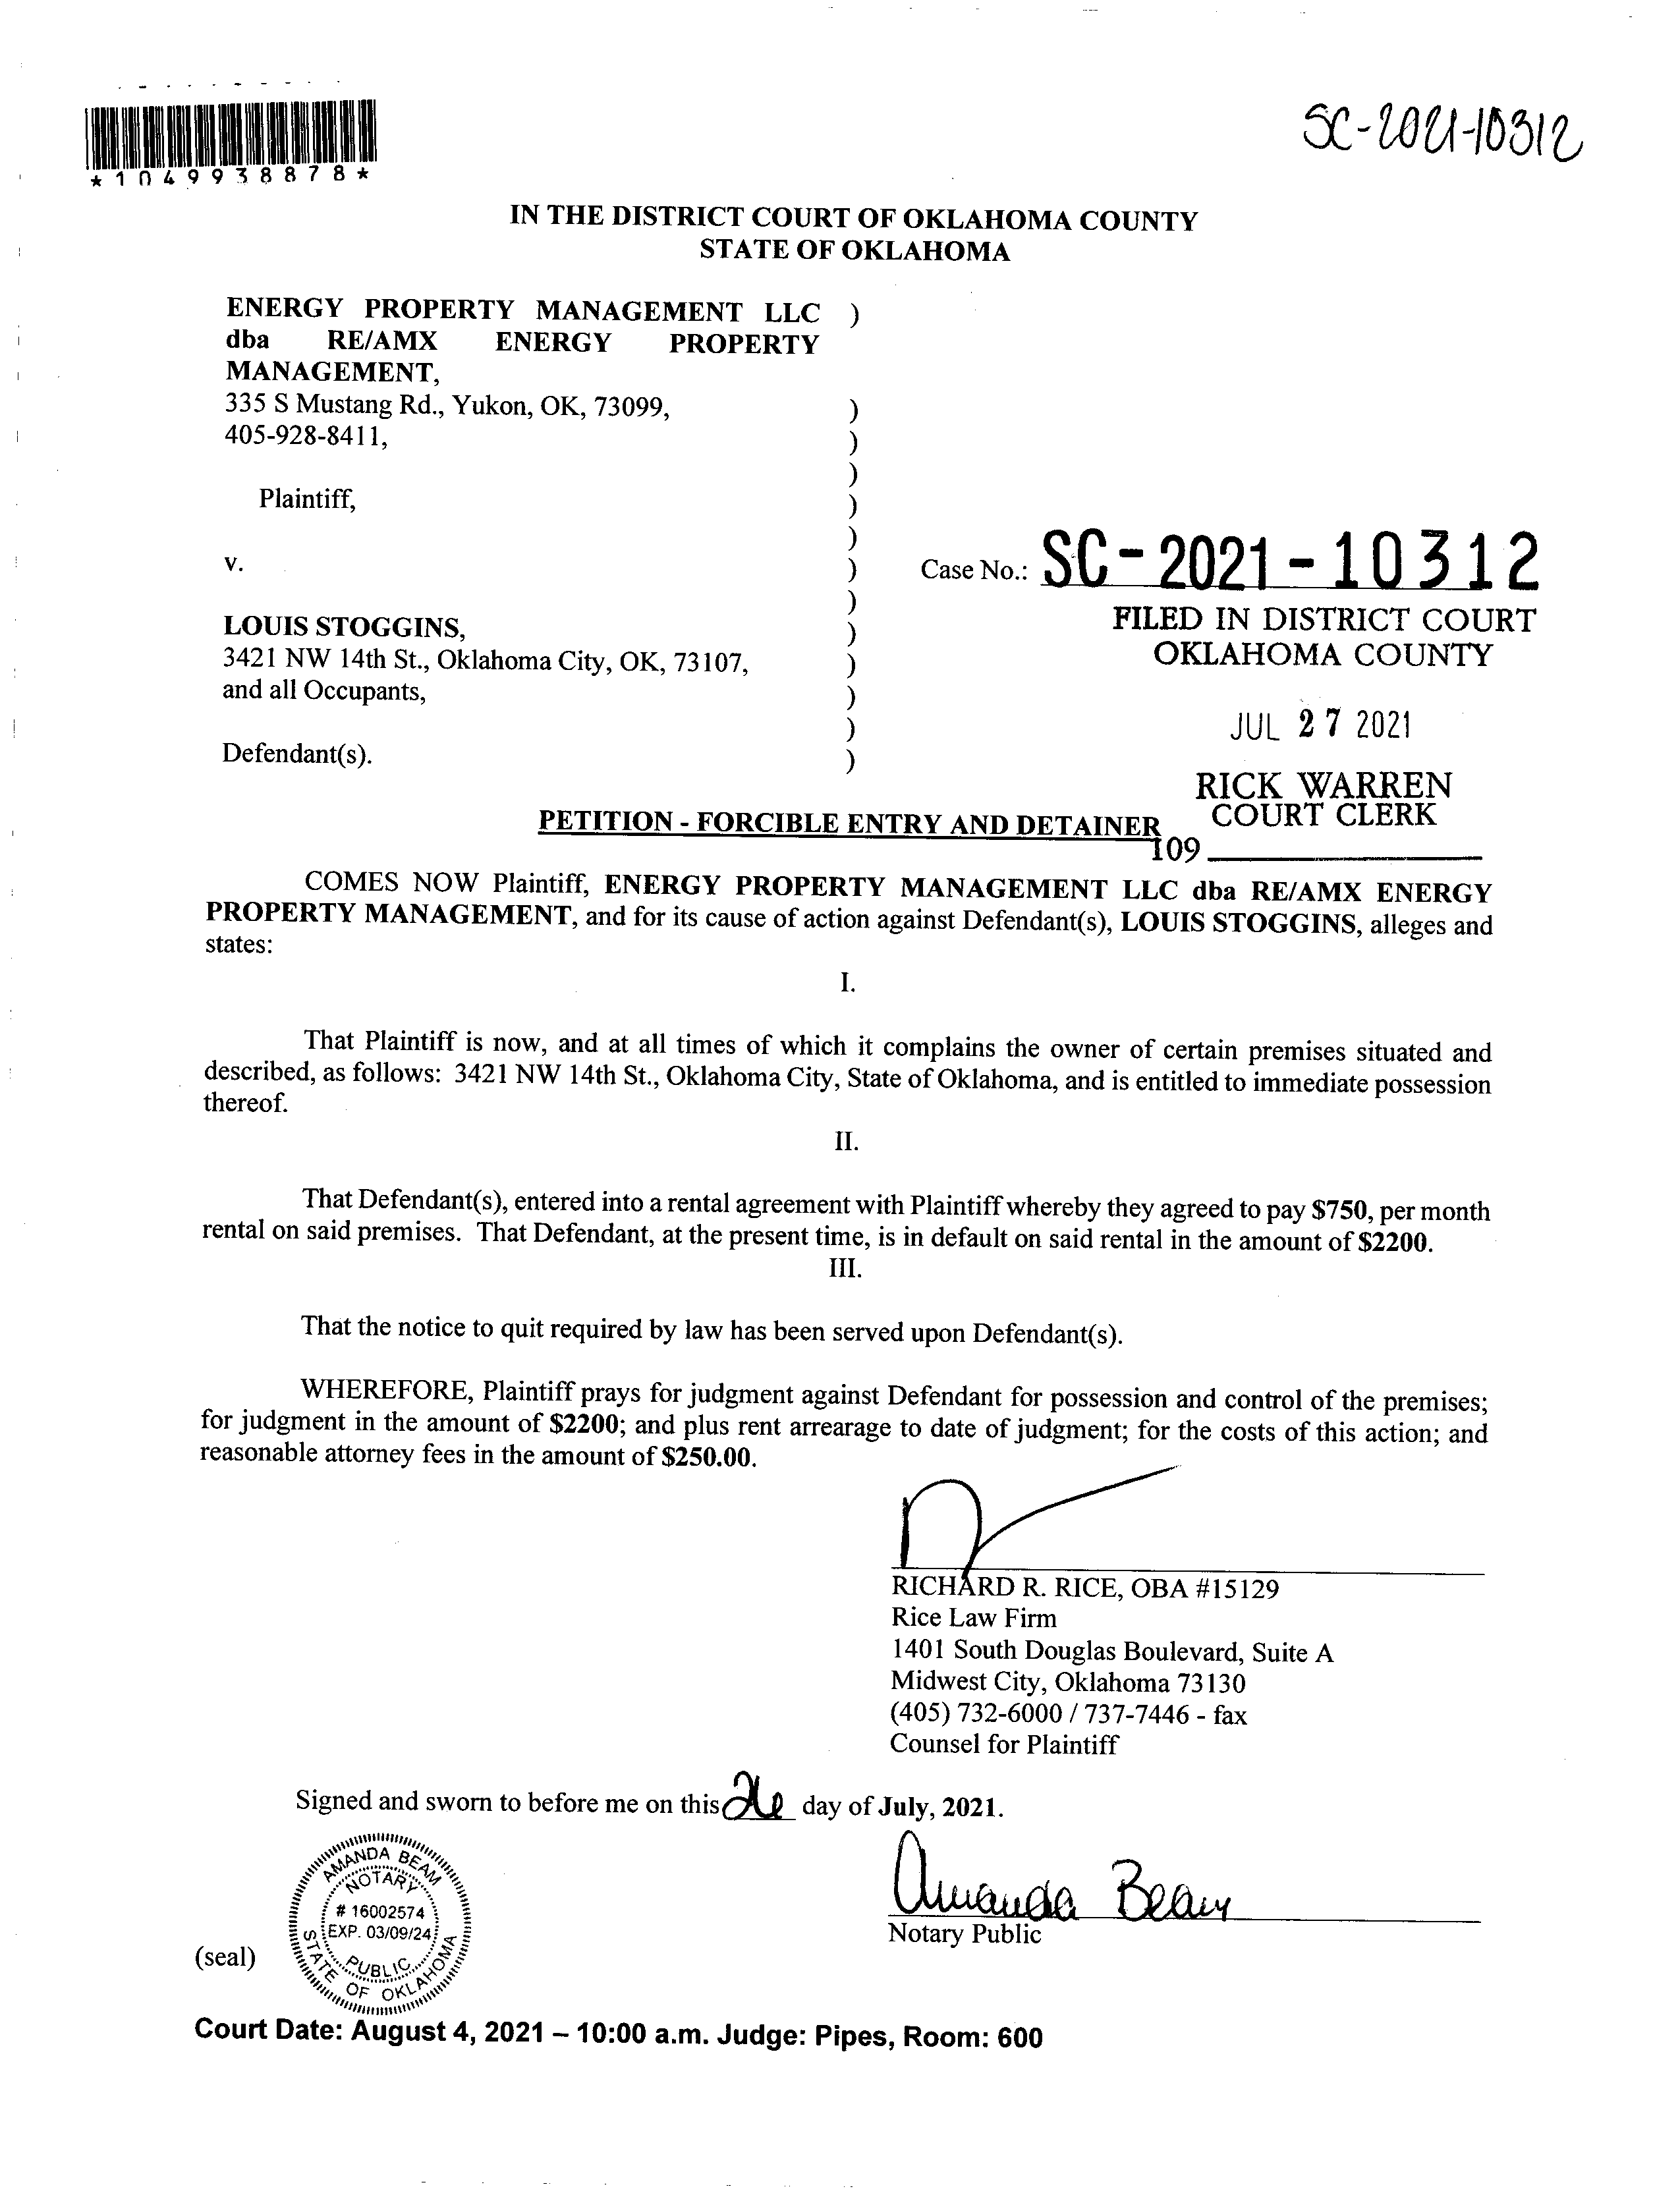 SC-2021-10312
*1049938878*
IN THE DISTRICT COURT OF OKLAHOMA COUNTY
STATE OF OKLAHOMA
ENERGY PROPERTY MANAGEMENT LLC )
dba RE/AMX ENERGY PROPERTY
MANAGEMENT,
335 S Mustang Rd., Yukon, OK, 73099, )
405-928-8411, )
)
Plaintiff, )
)
v. ) Case No.: SC-2021-10312
)
FILED IN DISTRICT COURT
LOUIS STOGGINS, )
3421 NW 14th St., Oklahoma City, OK, 73107, ) OKLAHOMA COUNTY
and all Occupants, )
) JUL 27 2021
Defendant(s). )
RICK WARREN
COURT CLERK
PETITION - FORCIBLE ENTRY AND DETAINER
109
COMES NOW Plaintiff, ENERGY PROPERTY MANAGEMENT LLC dba RE/AMX ENERGY
PROPERTY MANAGEMENT, and for its cause of action against Defendant(s), LOUIS STOGGINS, alleges and
states:
I.
That Plaintiff is now, and at all times of which it complains the owner of certain premises situated and
described, as follows: 3421 NW 14th St., Oklahoma City, State of Oklahoma, and is entitled to immediate possession
thereof.
II.
That Defendant(s), entered into a rental agreement with Plaintiff whereby they agreed to pay $750, per month
rental on said premises. That Defendant, at the present time, is in default on said rental in the amount of $2200.
III.
That the notice to quit required by law has been served upon Defendant(s).
WHEREFORE, Plaintiff prays for judgment against Defendant for possession and control of the premises;
for judgment in the amount of $2200; and plus rent arrearage to date of judgment; for the costs of this action; and
reasonable attorney fees in the amount of $250.00.
RICHARD R. RICE, OBA #15129
Rice Law Firm
1401 South Douglas Boulevard, Suite A
Midwest City, Oklahoma 73130
(405) 732-6000 / 737-7446 - fax
Counsel for Plaintiff
Signed and sworn to before me on this 26 day of July, 2021.
Amanda Beam
Notary Public
AMANDA BEAM
NOTARY
# 16002574
EXP. 03/09/24
PUBLIC
STATE OF OKLAHOMA
(seal)
Court Date: August 4, 2021 – 10:00 a.m. Judge: Pipes, Room: 600